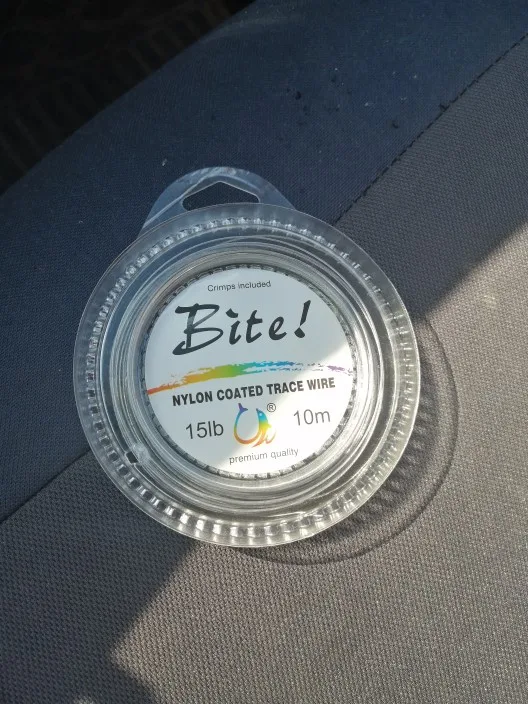 Crimps included
Bite!
NYLON COATED TRACE WIRE
®
15lb 10m
premium quality